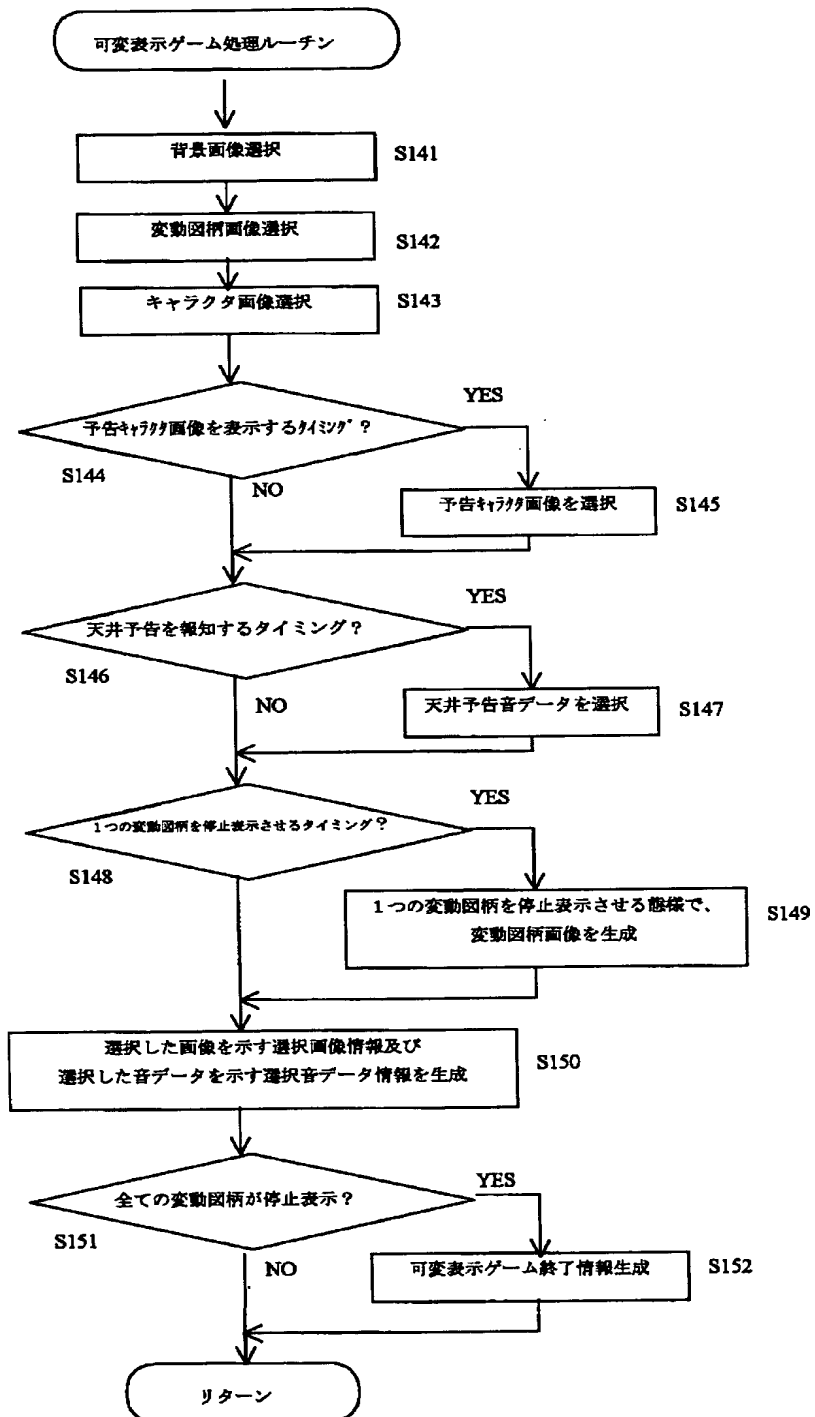 可変表示ゲーム処理ルーチン
背景画像選択
S141
変動図柄画像選択
S142
キャラクタ画像選択
S143
YES
予告ｷｬﾗｸﾀ画像を表示するﾀｲﾐﾝｸﾞ？
S144
NO
予告ｷｬﾗｸﾀ画像を選択
S145
YES
天井予告を報知するタイミング？
S146
NO
天井予告音データを選択
S147
YES
１つの変動図柄を停止表示させるタイミング？
S148
１つの変動図柄を停止表示させる態様で、
変動図柄画像を生成
S149
選択した画像を示す選択画像情報及び
選択した音データを示す選択音データ情報を生成
S150
YES
全ての変動図柄が停止表示？
S151
NO
可変表示ゲーム終了情報生成
S152
リターン